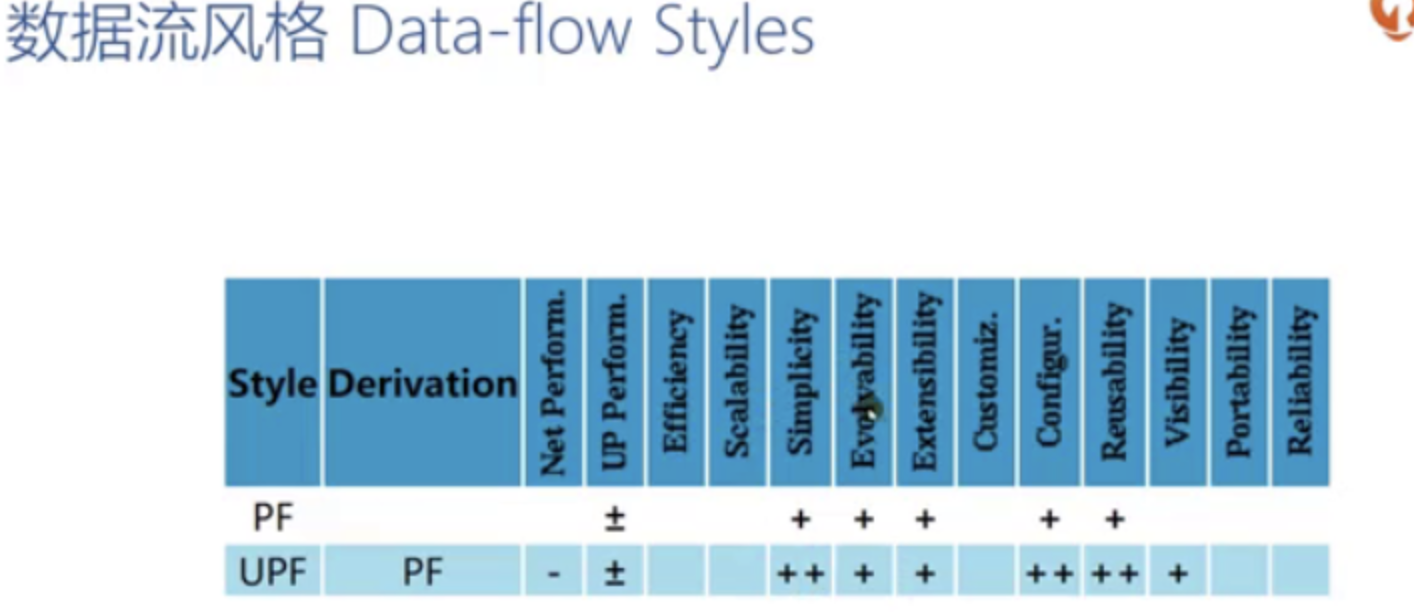 数据流风格 Data-flow Styles
Style Derivation Net Perform. UP Perform. Efficiency Scalability Simplicity Evolvability Extensibility Customiz. Configur. Reusability Visibility Portability Reliability
PF ± + + + + +
UPF PF - ± ++ + + ++ ++ +